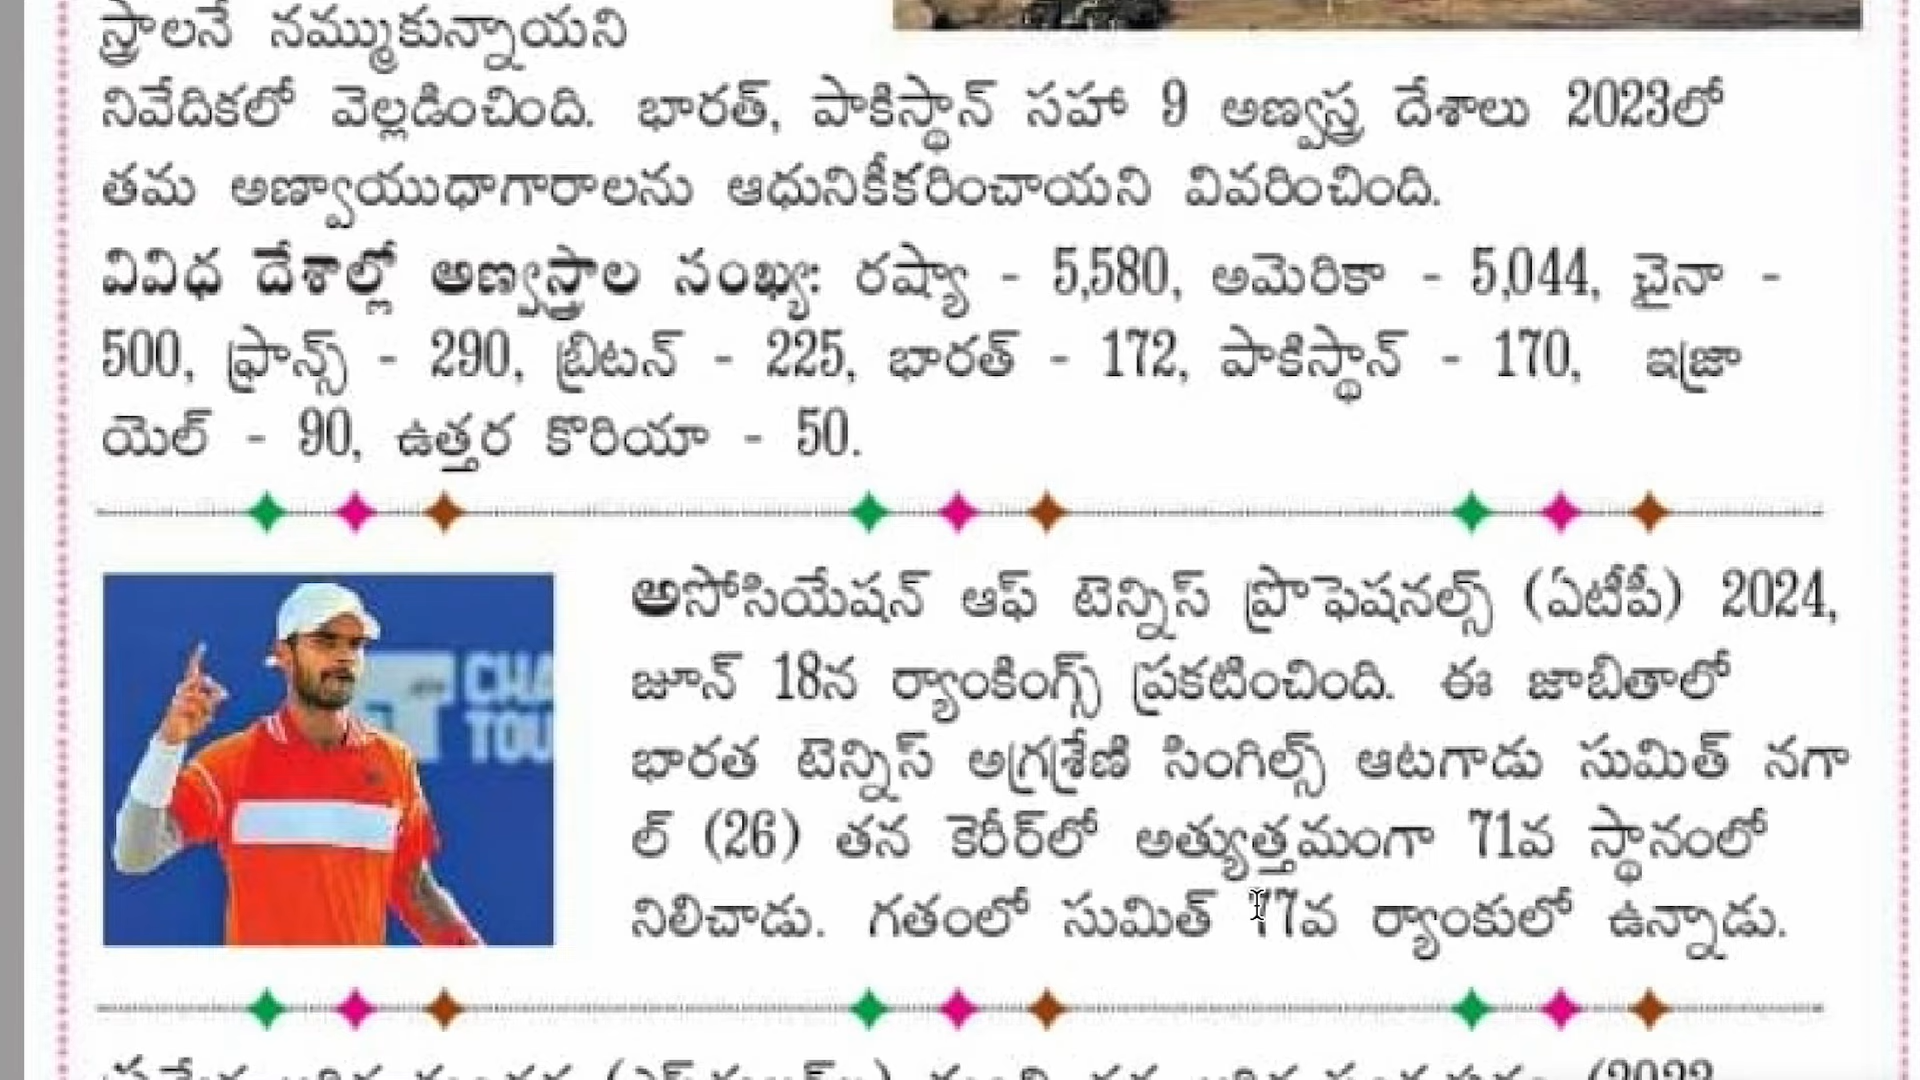 స్త్రాలనే నమ్ముకున్నాయని
నివేదికలో వెల్లడించింది. భారత్, పాకిస్థాన్ సహా 9 అణ్వస్త్ర దేశాలు 2023లో
తమ అణ్వాయుధాగారాలను ఆధునికీకరించాయని వివరించింది.
వివిధ దేశాల్లో అణ్వస్త్రాల సంఖ్య: రష్యా - 5,580, అమెరికా - 5,044, చైనా -
500, ఫ్రాన్స్ - 290, బ్రిటన్ - 225, భారత్ - 172, పాకిస్థాన్ - 170, ఇజ్రా
యెల్ - 90, ఉత్తర కొరియా - 50.
అసోసియేషన్ ఆఫ్ టెన్నిస్ ప్రొఫెషనల్స్ (ఏటీపీ) 2024,
జూన్ 18న ర్యాంకింగ్స్ ప్రకటించింది. ఈ జాబితాలో
భారత టెన్నిస్ అగ్రశ్రేణి సింగిల్స్ ఆటగాడు సుమిత్ నగా
ల్ (26) తన కెరీర్‌లో అత్యుత్తమంగా 71వ స్థానంలో
నిలిచాడు. గతంలో సుమిత్ 77వ ర్యాంకులో ఉన్నాడు.
CHA
TOU